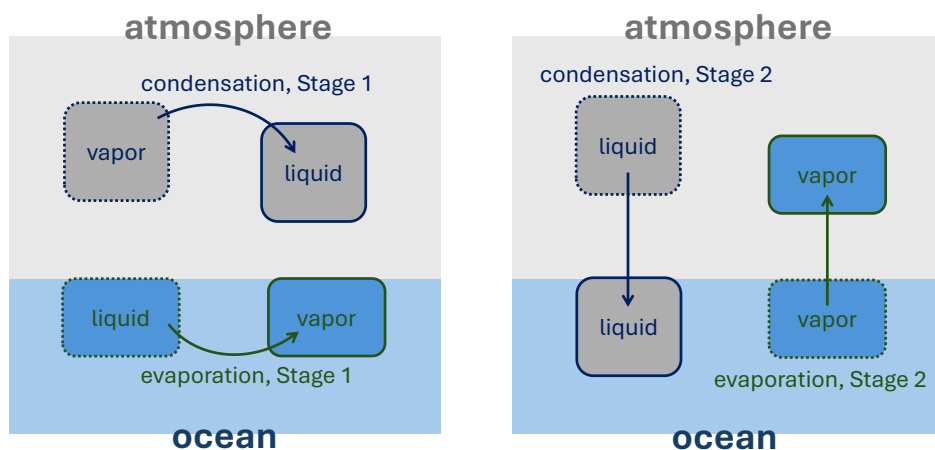 atmosphere
condensation, Stage 1
vapor
liquid
liquid
vapor
evaporation, Stage 1
ocean
atmosphere
condensation, Stage 2
liquid
vapor
liquid
vapor
evaporation, Stage 2
ocean